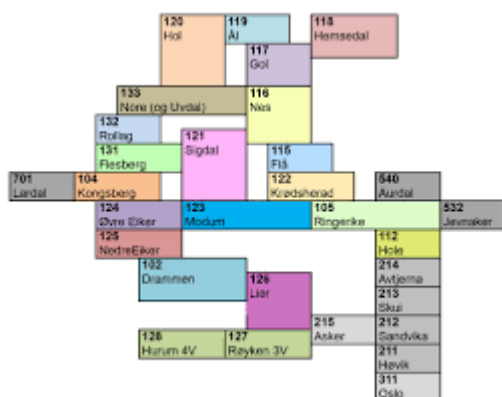 120
Hol
119
Ål
118
Hemsedal
117
Gol
133
Nore (og Uvdal)
116
Nes
132
Rollag
121
Sigdal
131
Flesberg
115
Flå
701
Lardal
104
Kongsberg
122
Krødsherad
540
Aurdal
124
Øvre Eiker
123
Modum
105
Ringerike
532
Jevnaker
125
NedreEiker
112
Hole
102
Drammen
126
Lier
214
Avtjerna
213
Skui
128
Hurum 4V
127
Røyken 3V
215
Asker
212
Sandvika
211
Høvik
311
Oslo